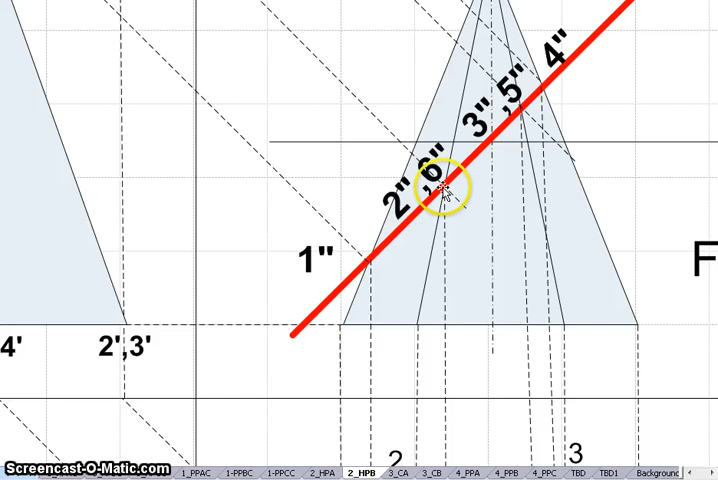 4"
3",5"
2",6"
1"
F
4' 2',3'
2 3
1_PPAC 1-PPBC 1-PPCC 2_HPA 2_HPB 3_CA 3_CB 4_PPA 4_PPB 4_PPC TBD TBD1 Background
Screencast-O-Matic.com